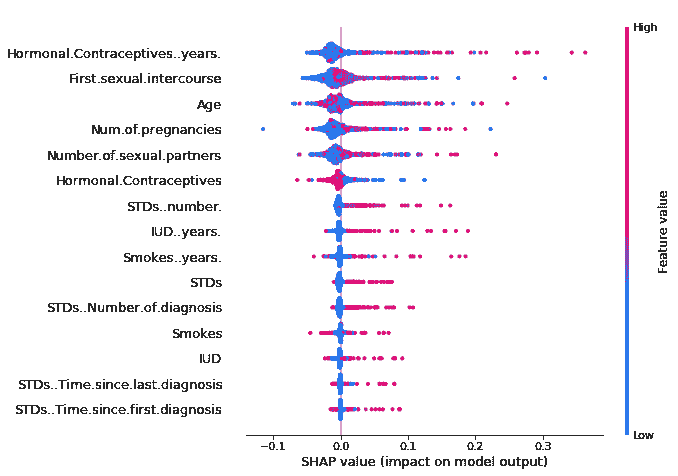 High
Hormonal.Contraceptives..years.
First.sexual.intercourse
Age
Num.of.pregnancies
Number.of.sexual.partners
Hormonal.Contraceptives
STDs..number.
IUD..years.
Smokes..years.
STDs
STDs..Number.of.diagnosis
Smokes
IUD
STDs..Time.since.last.diagnosis
STDs..Time.since.first.diagnosis
Feature value
Low
−0.1 0.0 0.1 0.2 0.3
SHAP value (impact on model output)